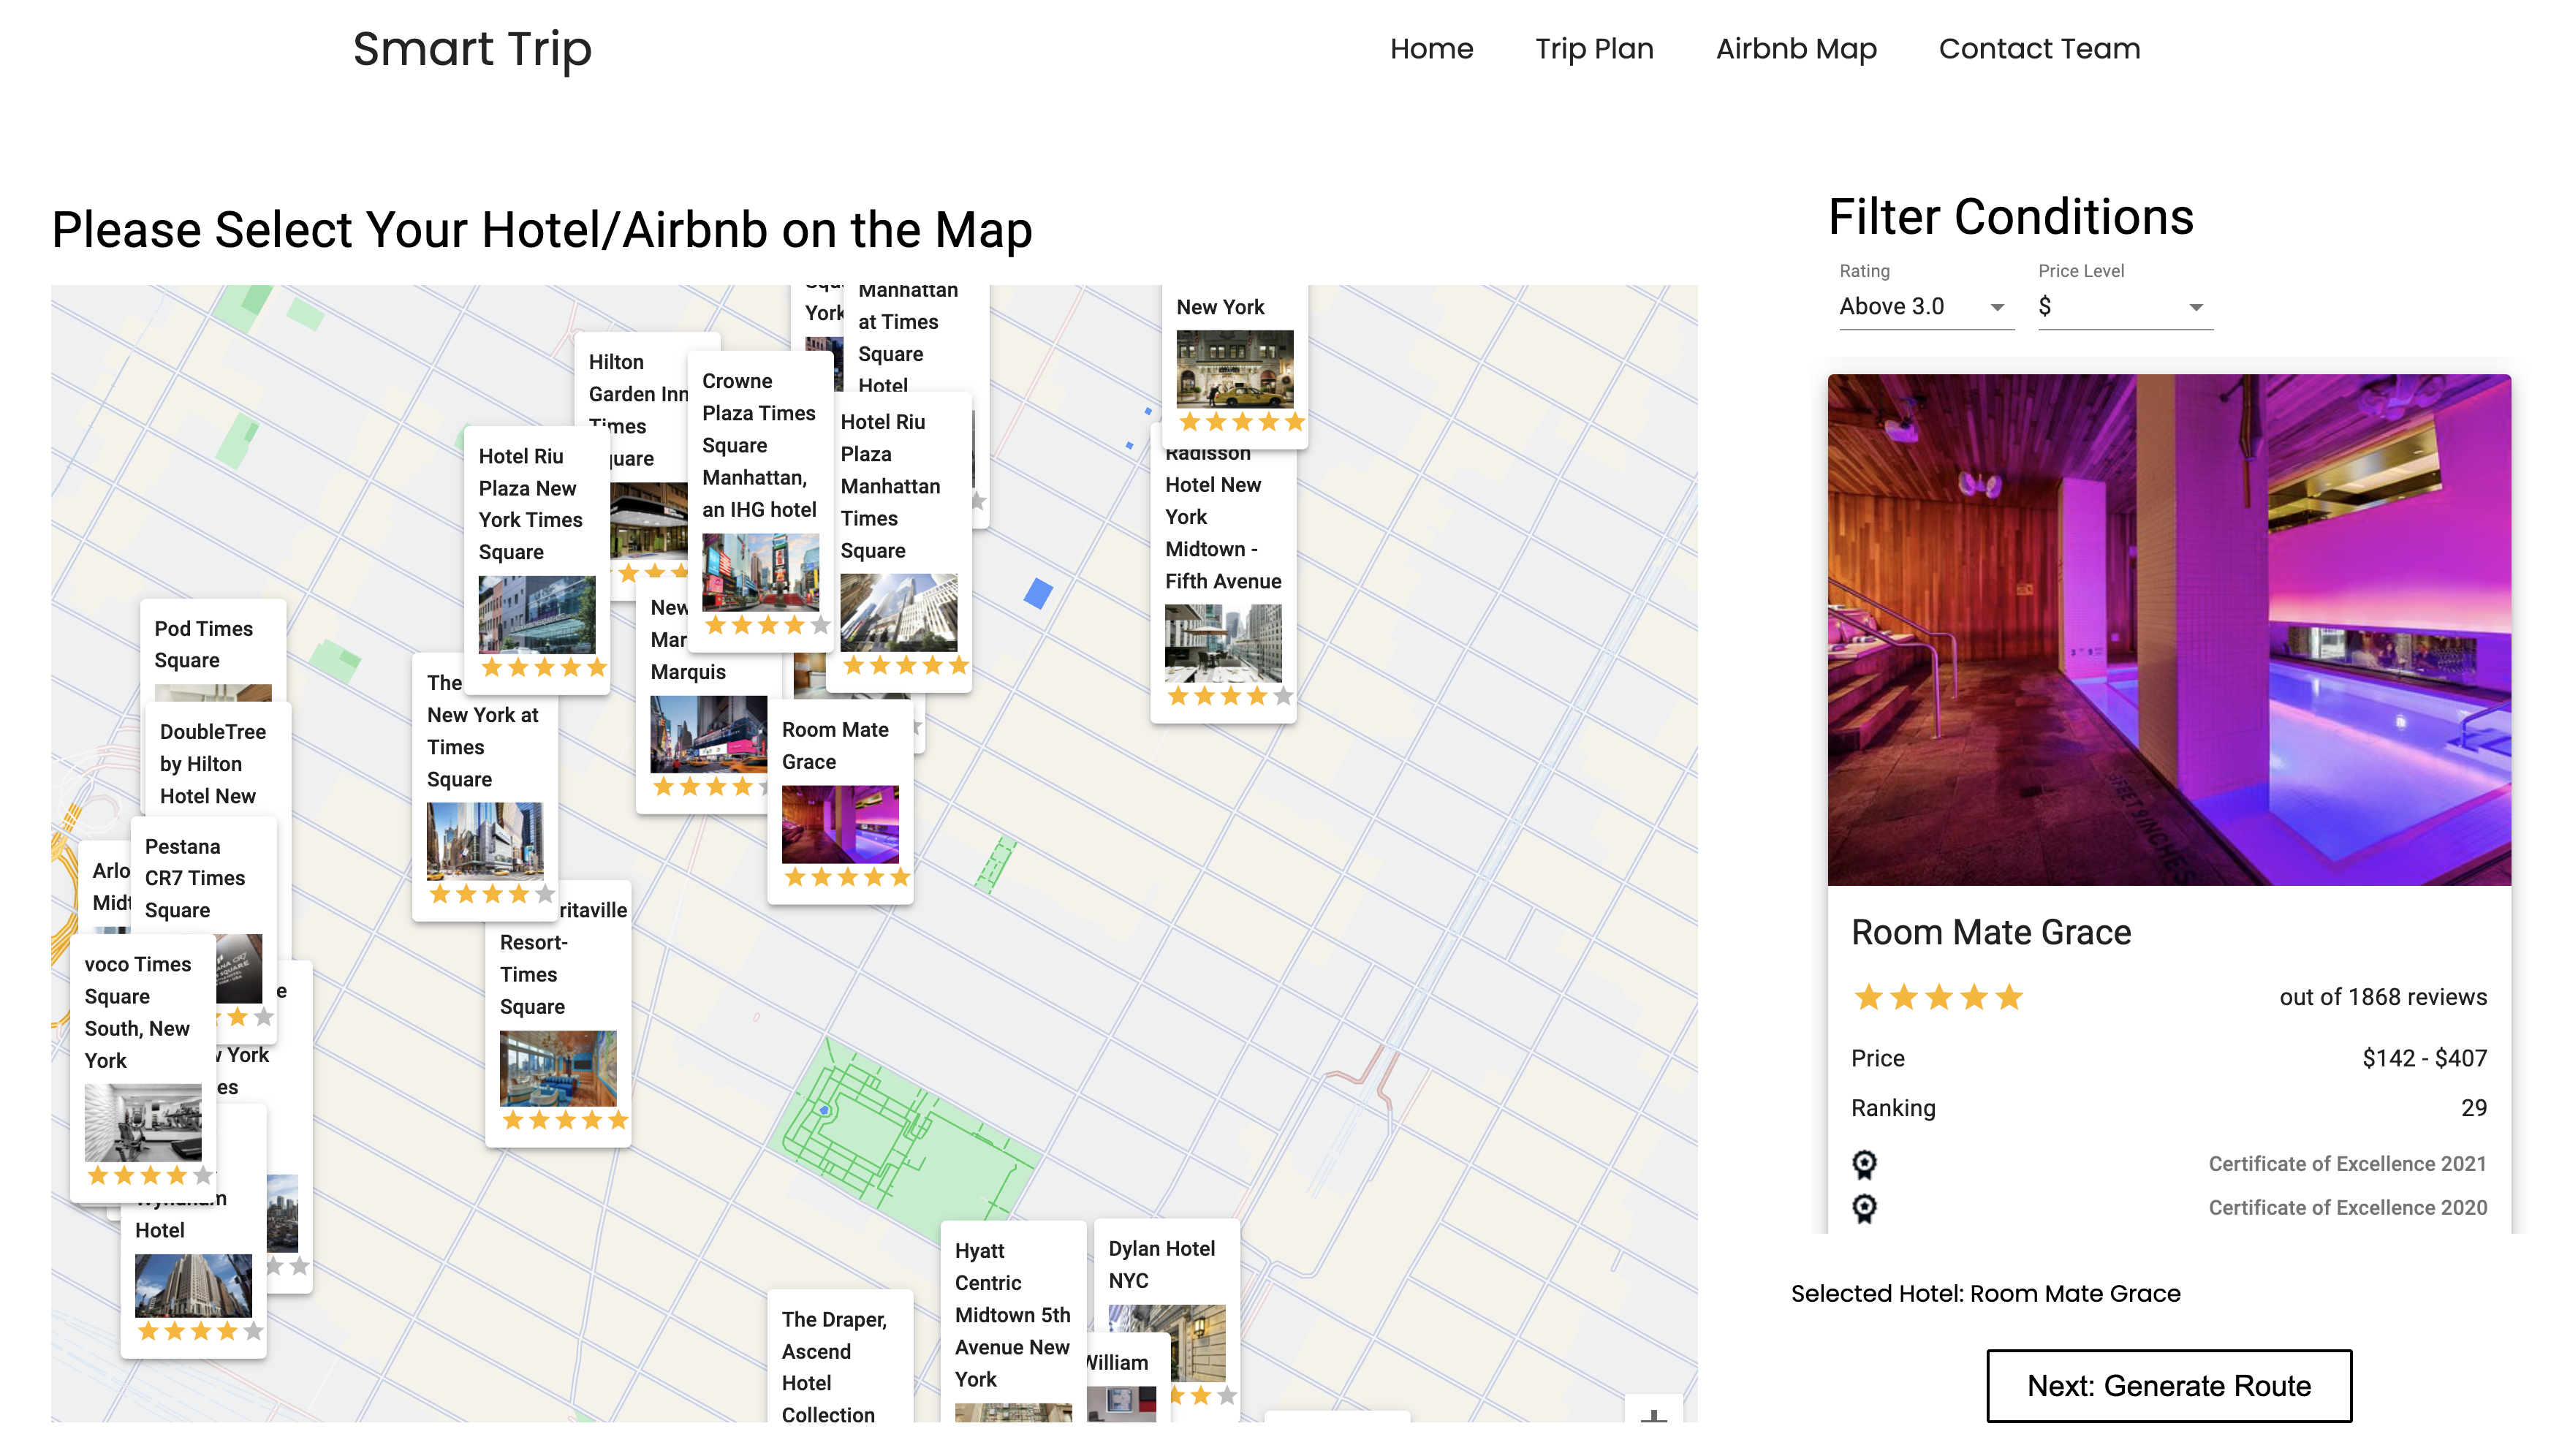 Smart Trip
Home
Trip Plan
Airbnb Map
Contact Team
Please Select Your Hotel/Airbnb on the Map
Filter Conditions
Rating
Above 3.0
Price Level
$
York
Manhattan
at Times
Square
Hotel
New York
Hilton
Garden Inn
Times
Crowne
Plaza Times
Square
Manhattan,
an IHG hotel
Hotel Riu
Plaza
Manhattan
Times
Square
Hotel Riu
Plaza New
York Times
Square
Radisson
Hotel New
York
Midtown -
Fifth Avenue
New
Mar
Marquis
Pod Times
Square
The
New York at
Times
Square
Room Mate
Grace
DoubleTree
by Hilton
Hotel New
Pestana
CR7 Times
Square
Arlo
Midt
ritaville
Resort-
Times
Square
voco Times
Square
South, New
York
e
York
es
Wyndham
Hotel
The Draper,
Ascend
Hotel
Collection
Hyatt
Centric
Midtown 5th
Avenue New
York
Dylan Hotel
NYC
William
Room Mate Grace
out of 1868 reviews
Price
$142 - $407
Ranking
29
Certificate of Excellence 2021
Certificate of Excellence 2020
Selected Hotel: Room Mate Grace
Next: Generate Route